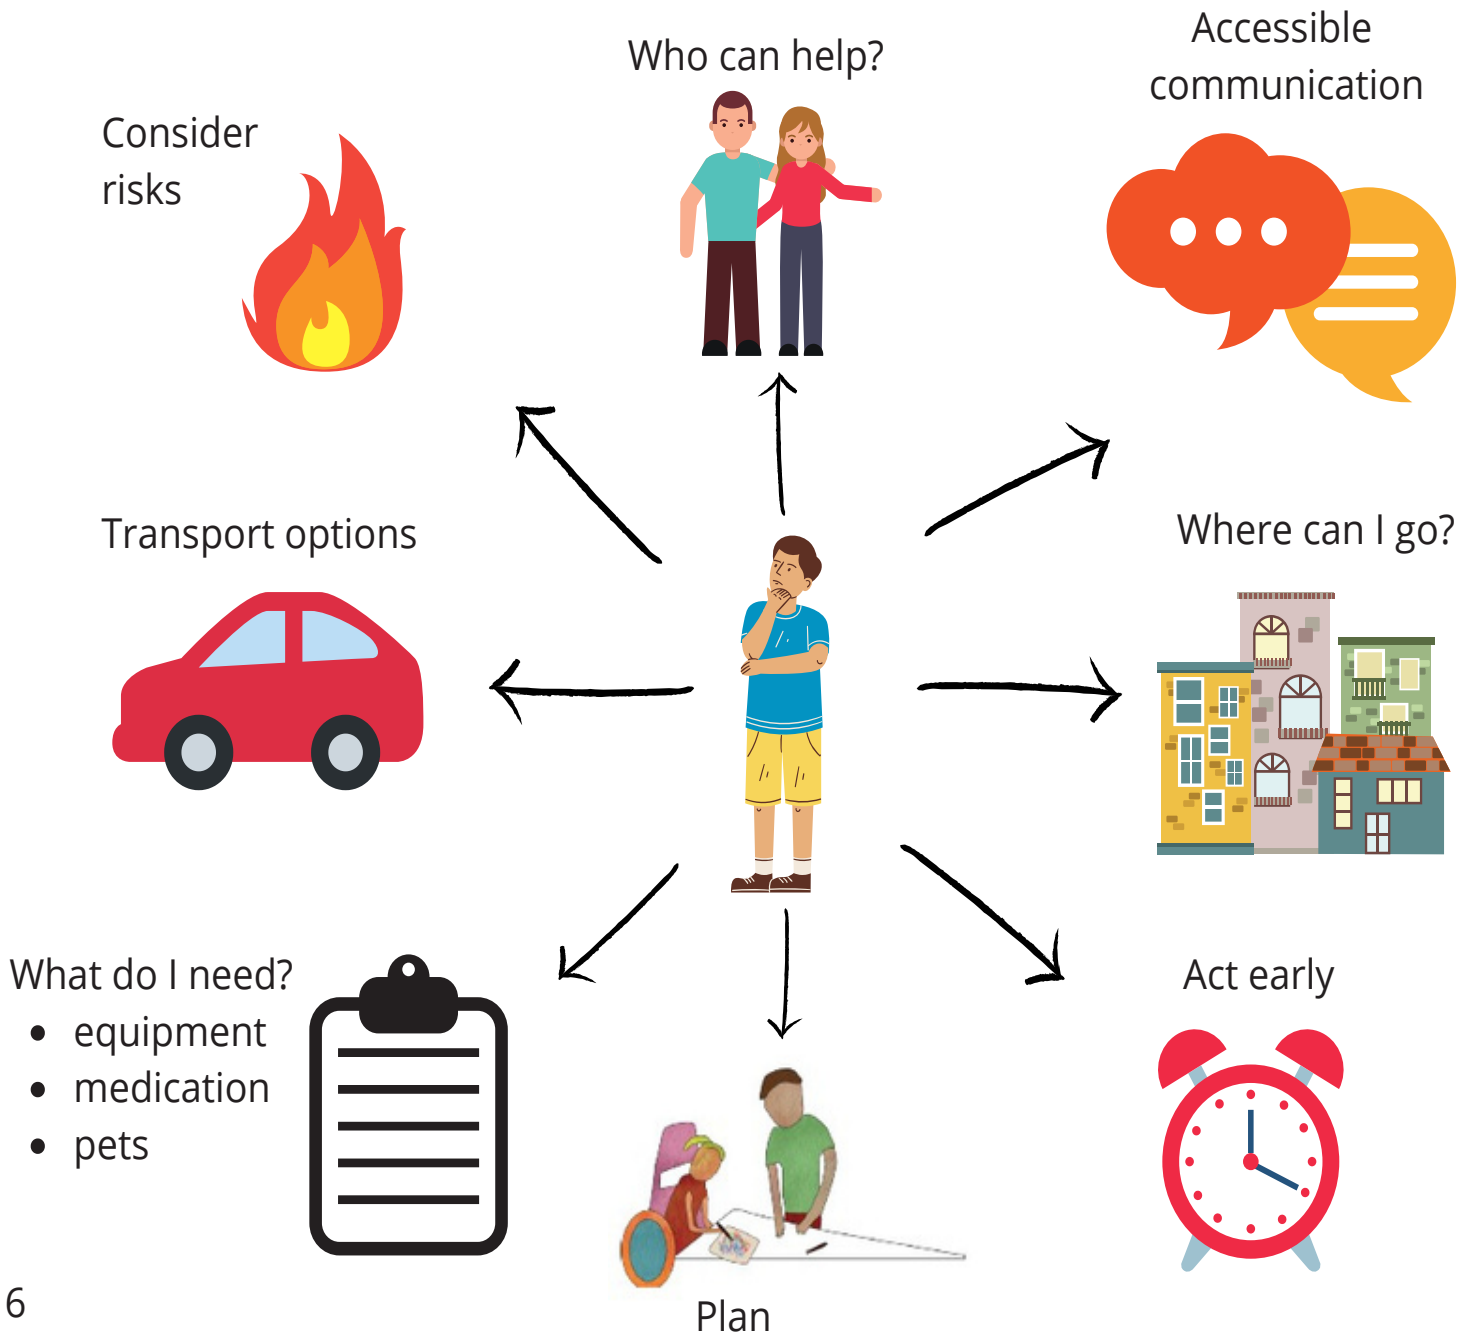 Who can help?
Accessible
communication
Consider
risks
Transport options
Where can I go?
What do I need?
• equipment
• medication
• pets
Act early
Plan
6